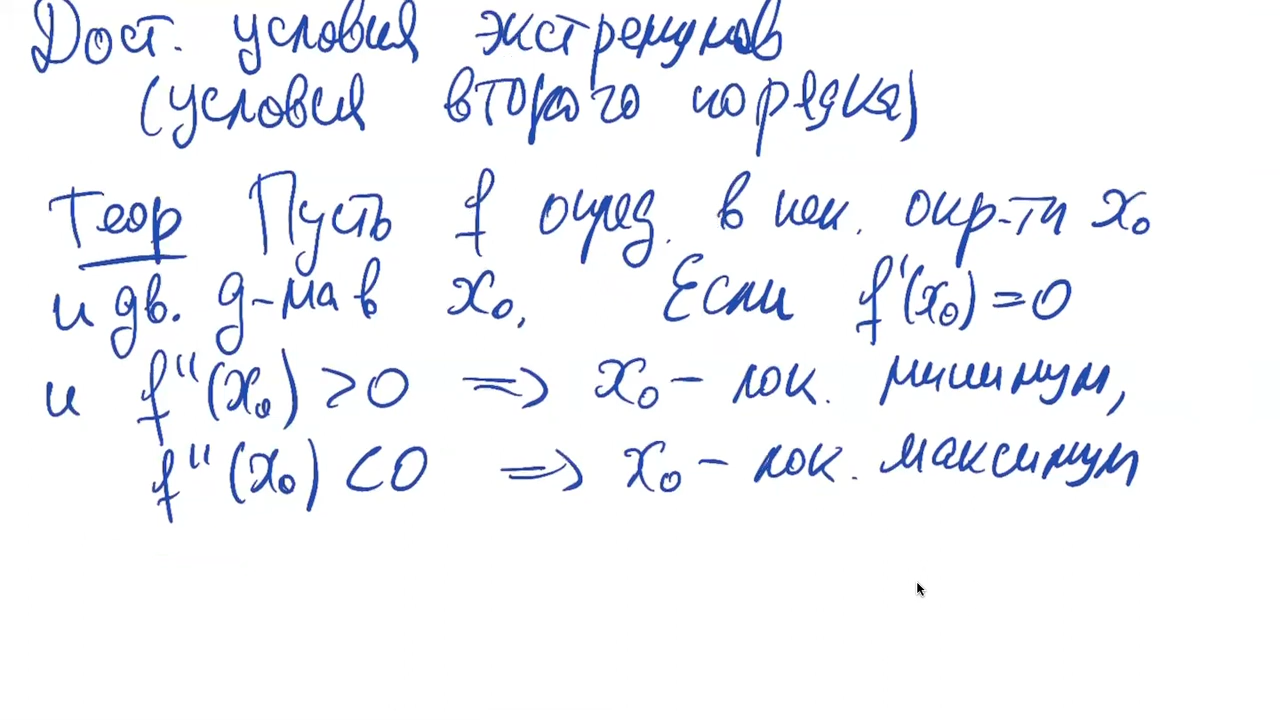 Дост. условия экстремумов
(условия второго порядка)
Теор Пусть f опред. в нек. окр-ти x₀
и дв. д-ма в x₀. Если f'(x₀) = 0
и f''(x₀) > 0 => x₀ - лок. минимум,
f''(x₀) < 0 => x₀ - лок. максимум